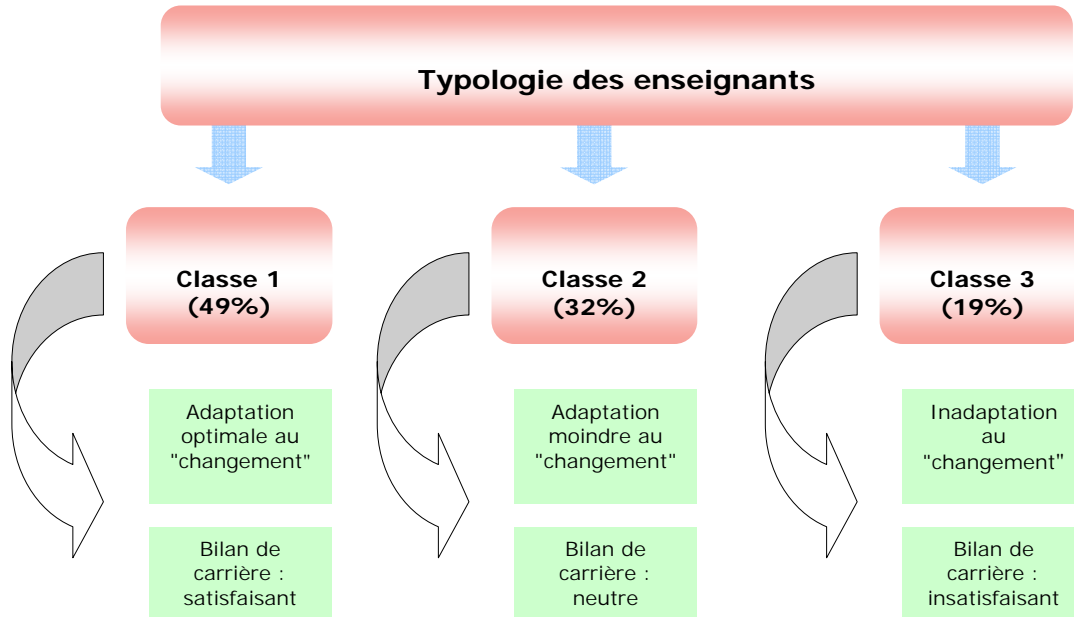 Typologie des enseignants
Classe 1
(49%)
Classe 2
(32%)
Classe 3
(19%)
Adaptation
optimale au
"changement"
Adaptation
moindre au
"changement"
Inadaptation
au
"changement"
Bilan de
carrière :
satisfaisant
Bilan de
carrière :
neutre
Bilan de
carrière :
insatisfaisant